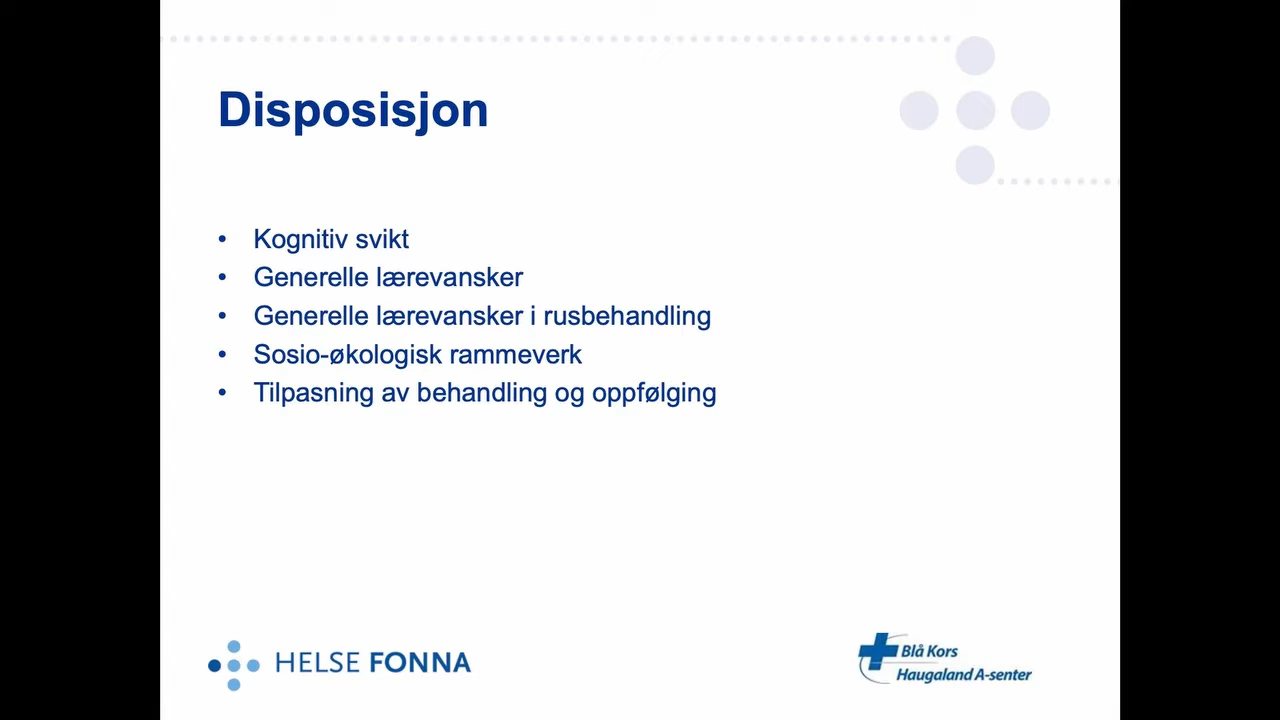 Disposisjon
• Kognitiv svikt
• Generelle lærevansker
• Generelle lærevansker i rusbehandling
• Sosio-økologisk rammeverk
• Tilpasning av behandling og oppfølging
HELSE FONNA
Blå Kors
Haugaland A-senter